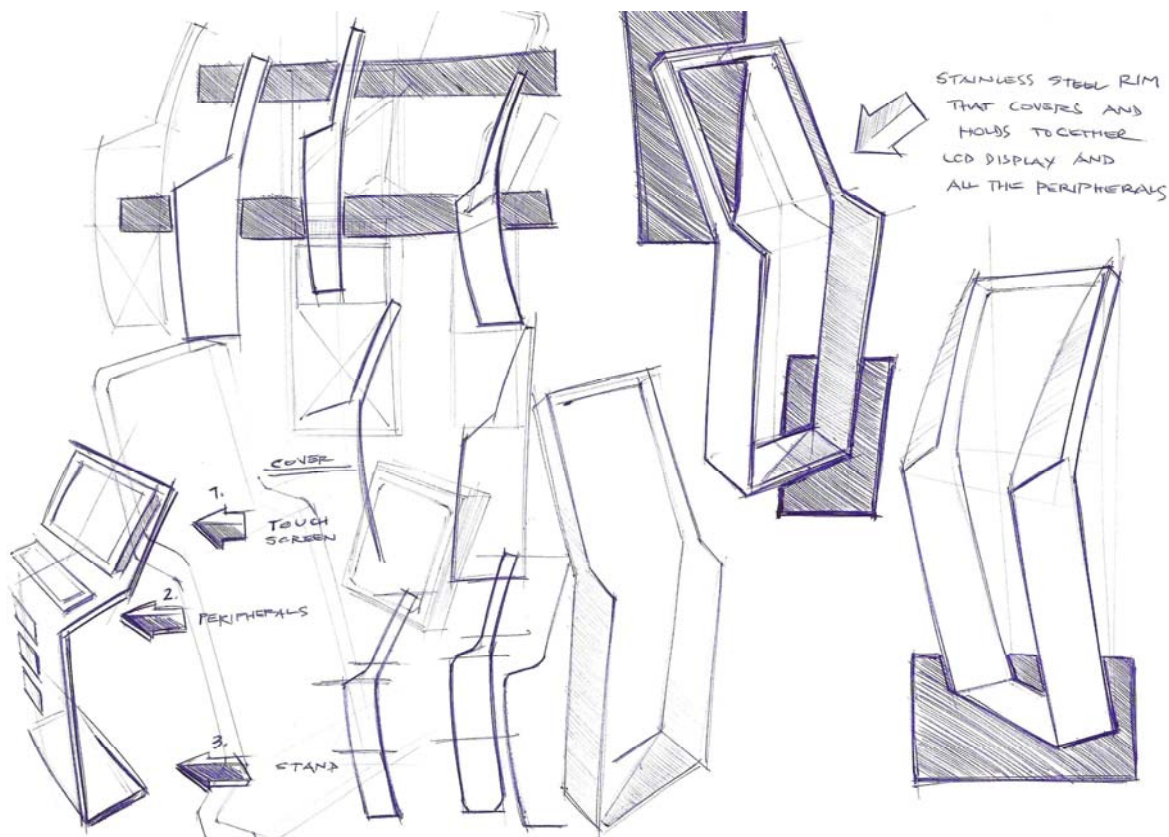 STAINLESS STEEL RIM
THAT COVERS AND
HOLDS TOGETHER
LCD DISPLAY AND
ALL THE PERIPHERALS
COVER
1.
TOUCH
SCREEN
2.
PERIPHERALS
3.
STAND